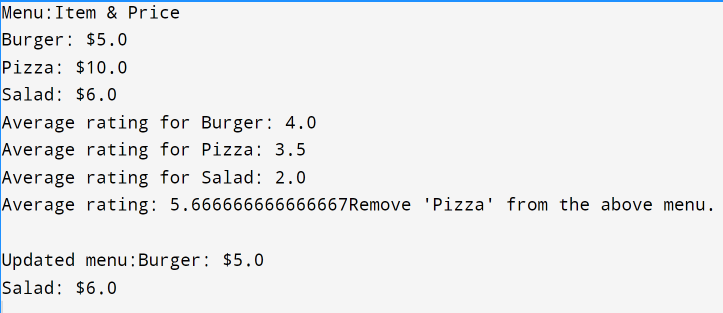 Menu:Item & Price
Burger: $5.0
Pizza: $10.0
Salad: $6.0
Average rating for Burger: 4.0
Average rating for Pizza: 3.5
Average rating for Salad: 2.0
Average rating: 5.666666666666667Remove 'Pizza' from the above menu.
Updated menu:Burger: $5.0
Salad: $6.0